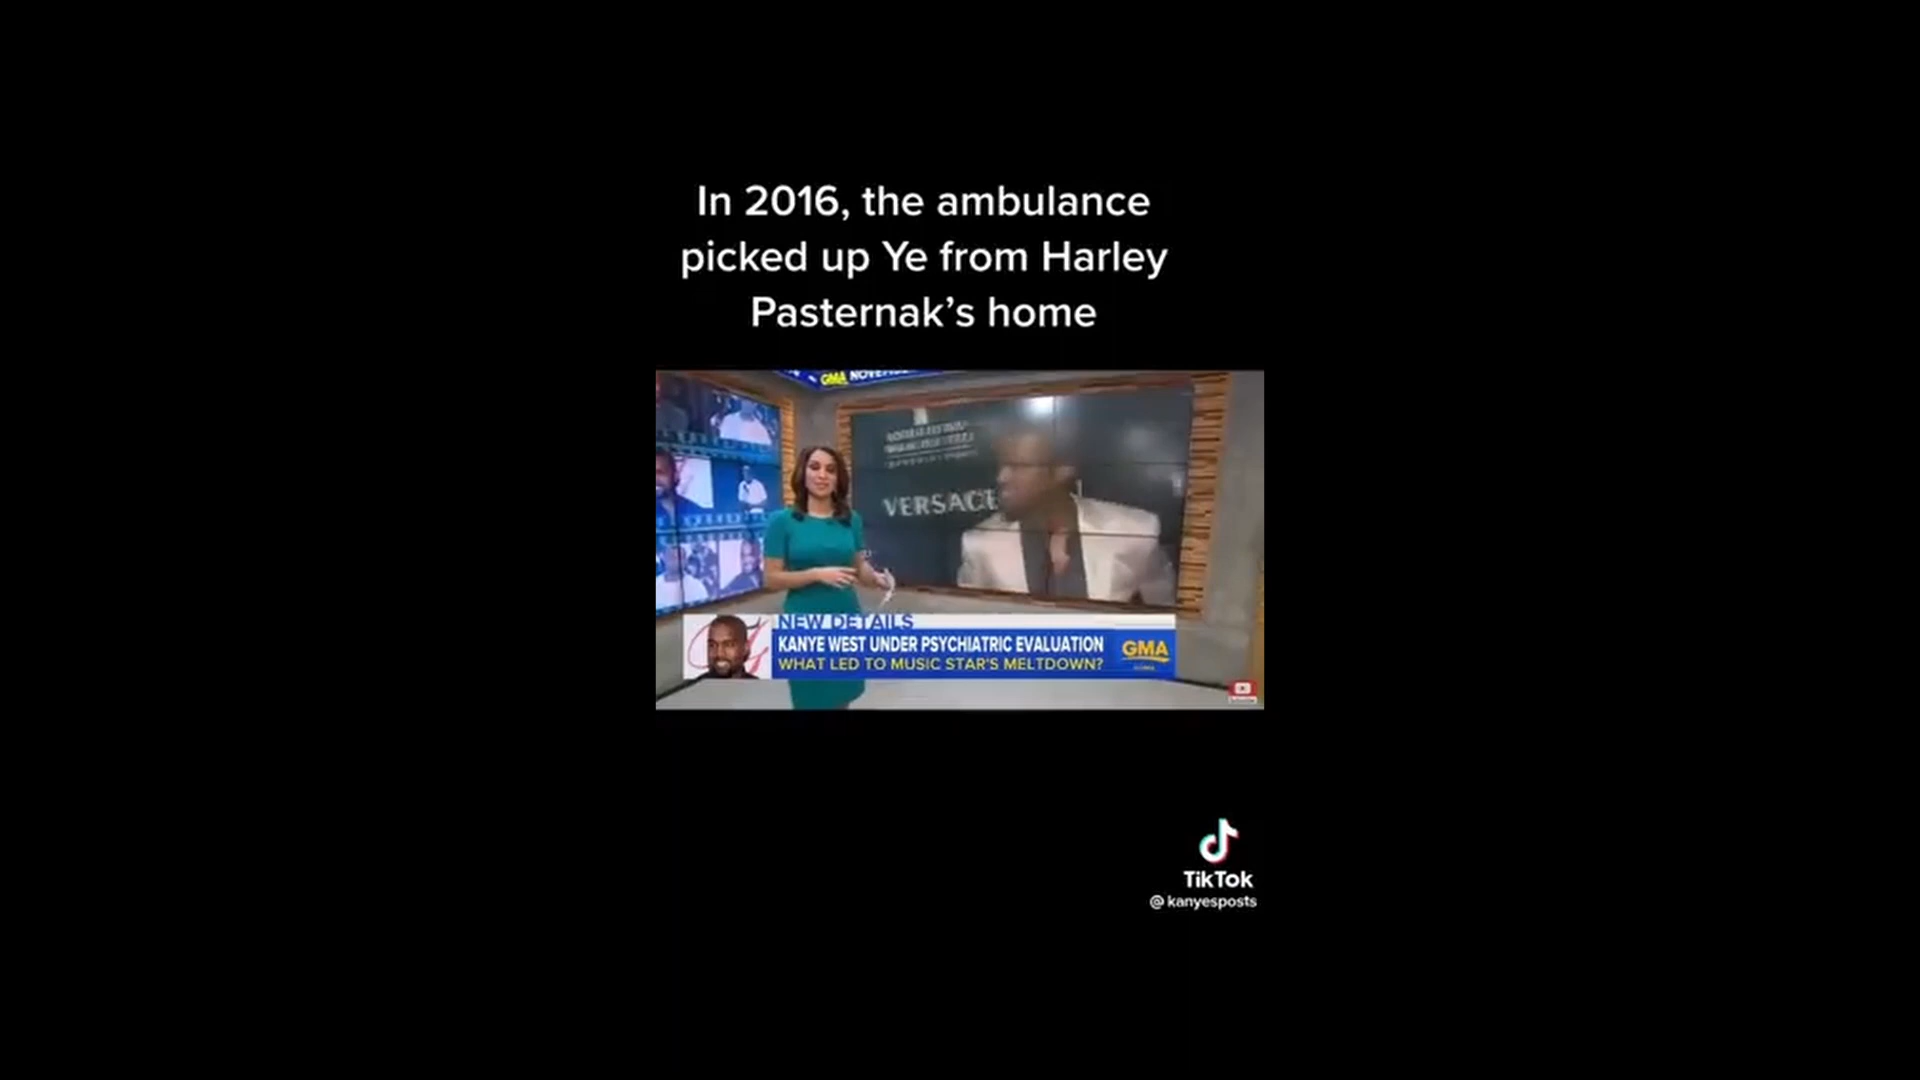 In 2016, the ambulance
picked up Ye from Harley
Pasternak’s home
GMA
VERSACE
NEW DETAILS
KANYE WEST UNDER PSYCHIATRIC EVALUATION
WHAT LED TO MUSIC STAR'S MELTDOWN?
GMA
TikTok
@kanyesposts